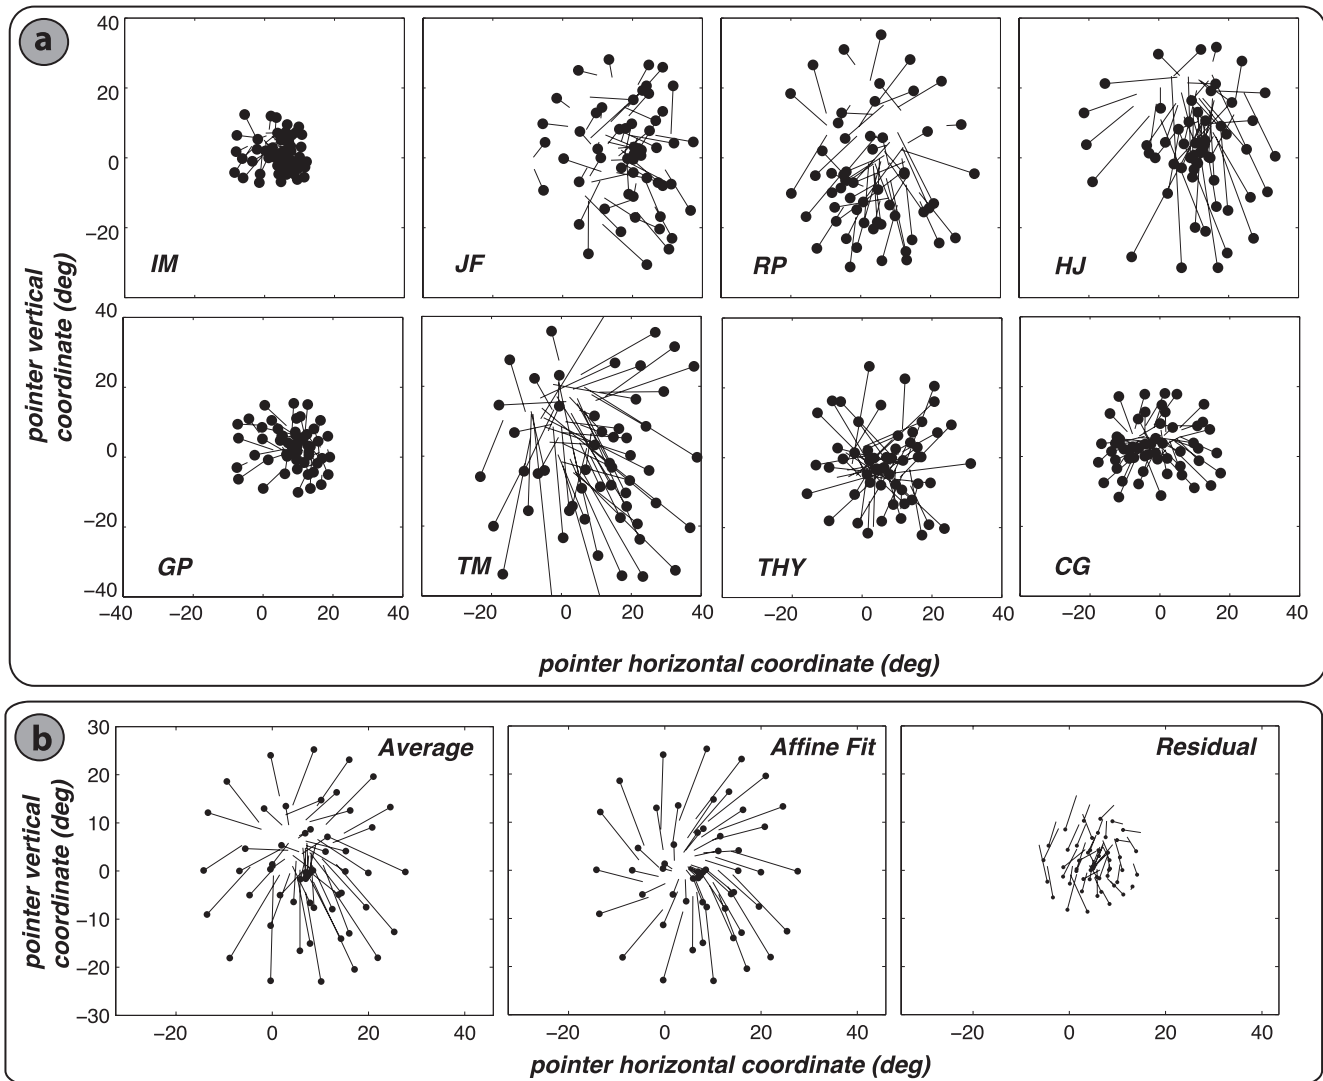 a
40
20
0
−20
IM
JF
RP
HJ
pointer vertical
coordinate (deg)
40
20
0
−20
−40
GP
TM
THY
CG
−40 −20 0 20 40 −20 0 20 40 −20 0 20 40 −20 0 20 40
pointer horizontal coordinate (deg)
b
30
20
10
0
−10
−20
−30
Average
Affine Fit
Residual
pointer vertical
coordinate (deg)
−20 0 20 40 −20 0 20 40 −20 0 20 40
pointer horizontal coordinate (deg)